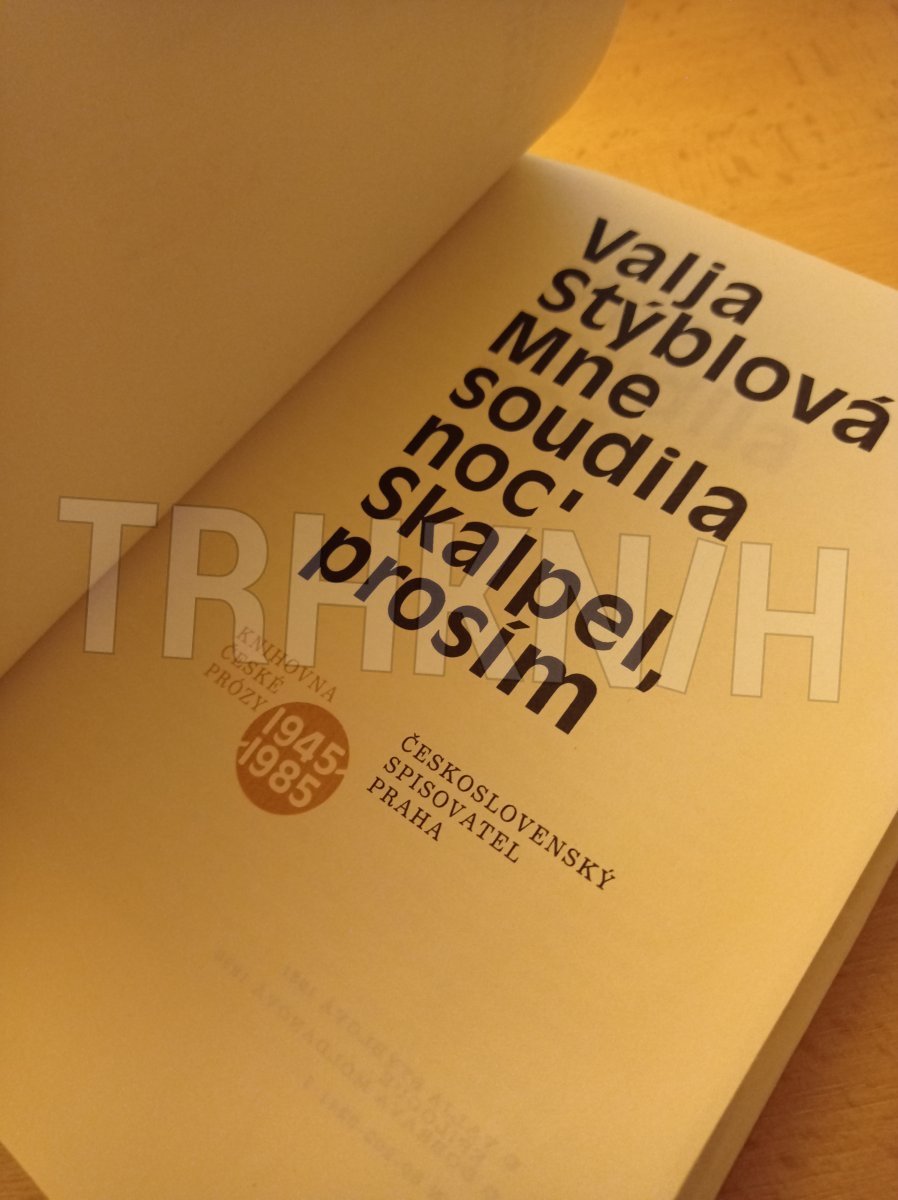 Valja
Stýblová
Mne
soudila
noc'
skalpel,
prosím
TRHKNIH
KNIHOVNA
ČESKÉ
PRÓZY
1945-
-1985
ČESKOSLOVENSKÝ
SPISOVATEL
PRAHA